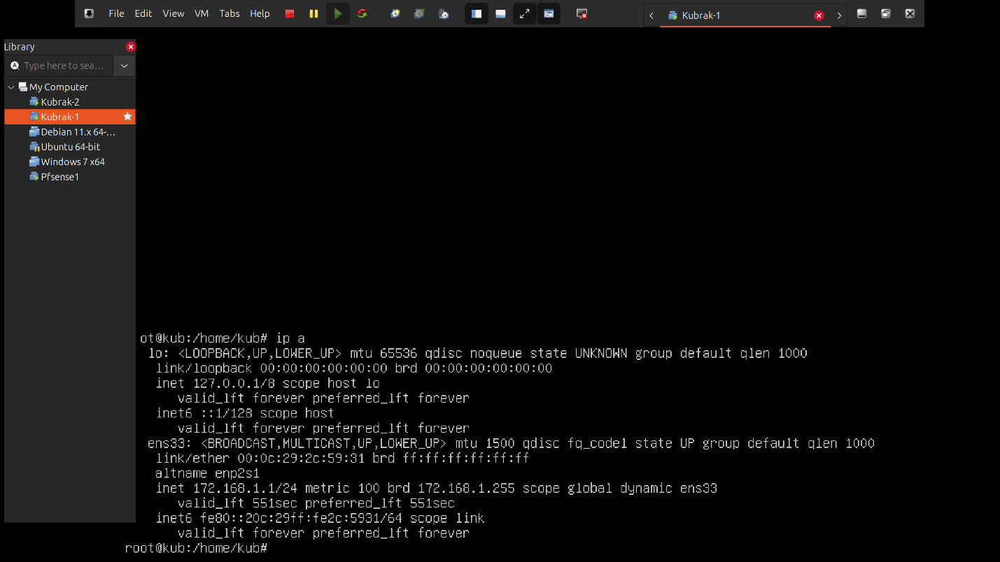 File Edit View VM Tabs Help
Kubrak-1
Library
Type here to sea...
My Computer
Kubrak-2
Kubrak-1
Debian 11.x 64-...
Ubuntu 64-bit
Windows 7 x64
Pfsense1
ot@kub:/home/kub# ip a
lo: <LOOPBACK,UP,LOWER_UP> mtu 65536 qdisc noqueue state UNKNOWN group default qlen 1000
link/loopback 00:00:00:00:00:00 brd 00:00:00:00:00:00
inet 127.0.0.1/8 scope host lo
valid_lft forever preferred_lft forever
inet6 ::1/128 scope host
valid_lft forever preferred_lft forever
ens33: <BROADCAST,MULTICAST,UP,LOWER_UP> mtu 1500 qdisc fq_codel state UP group default qlen 1000
link/ether 00:0c:29:2c:59:31 brd ff:ff:ff:ff:ff:ff
altname enp2s1
inet 172.168.1.1/24 metric 100 brd 172.168.1.255 scope global dynamic ens33
valid_lft 551sec preferred_lft 551sec
inet6 fe80::20c:29ff:fe2c:5931/64 scope link
valid_lft forever preferred_lft forever
root@kub:/home/kub#